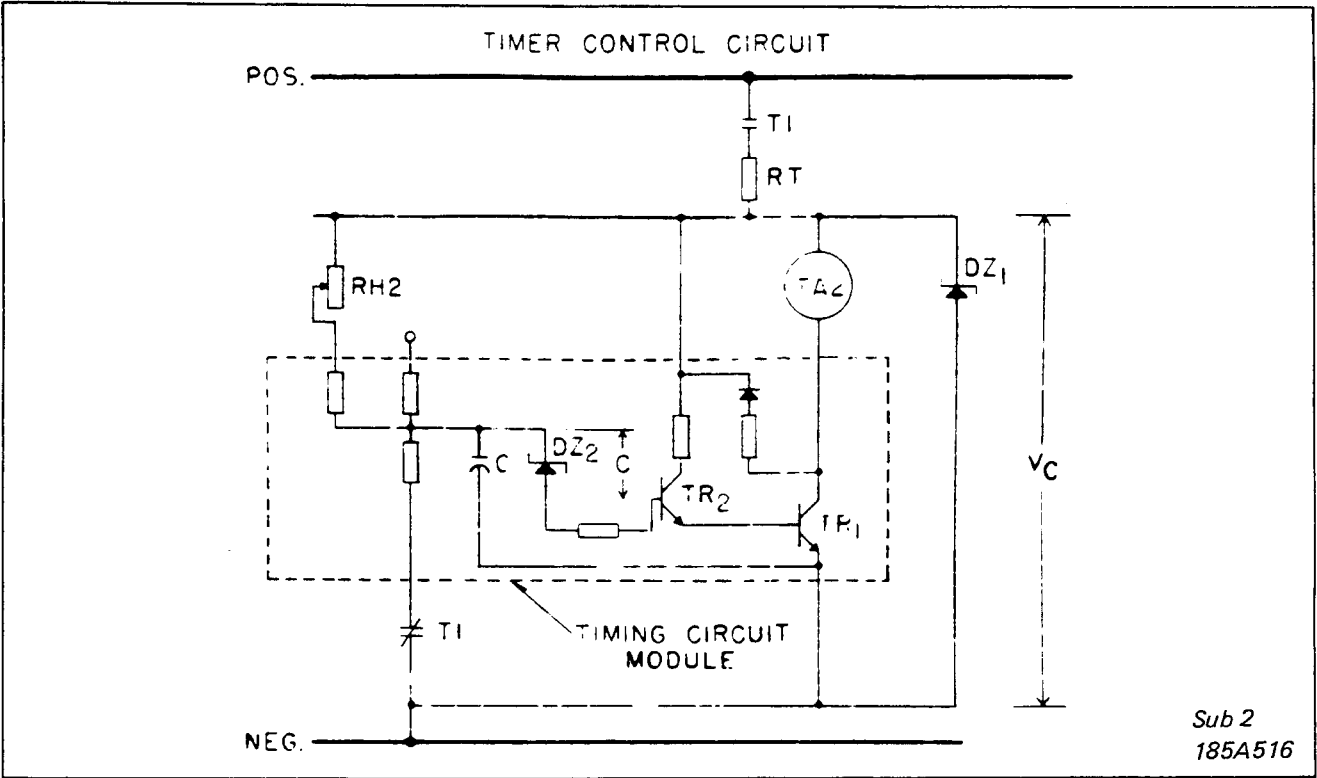 TIMER CONTROL CIRCUIT
POS.
T1
RT
RH2
TA2
DZ1
C
DZ2
C
TR2
TR1
VC
T1
TIMING CIRCUIT
MODULE
NEG.
Sub 2
185A516